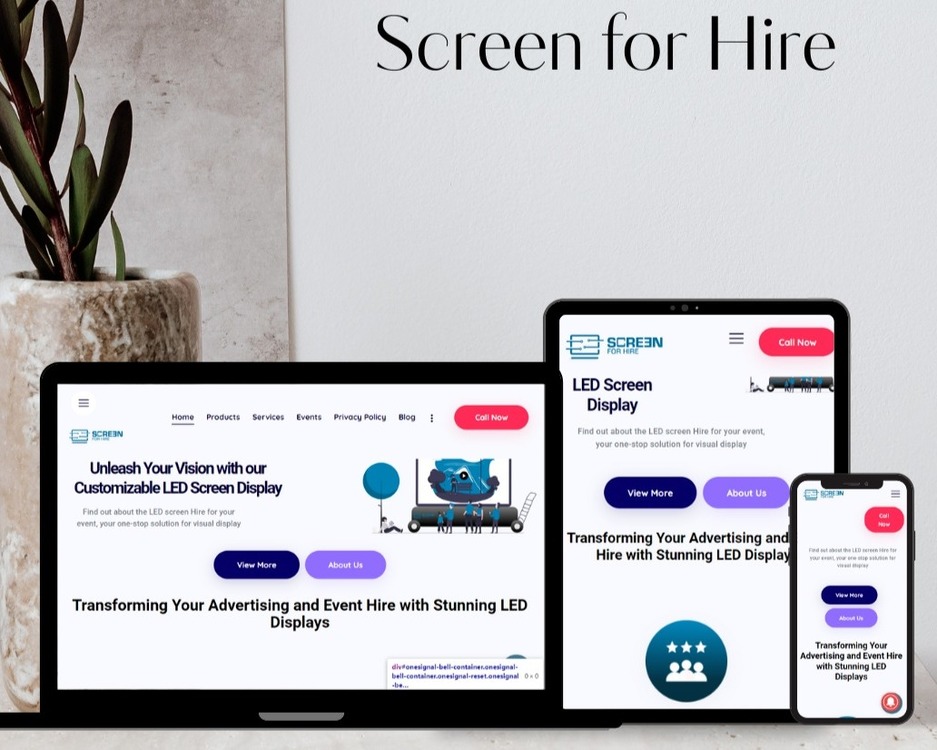 Screen for Hire
Home Products Services Events Privacy Policy Blog Call Now
SCREEN
FOR HIRE
Unleash Your Vision with our
Customizable LED Screen Display
Find out about the LED screen Hire for your
event, your one-stop solution for visual display
View More About Us
Transforming Your Advertising and Event Hire with Stunning LED
Displays
div#onesignal-bell-container.onesignal-
bell-container.onesignal-reset.onesignal
-be... 0 × 0
SCREEN
FOR HIRE
Call Now
LED Screen
Display
Find out about the LED screen Hire for your event,
your one-stop solution for visual display
View More About Us
Transforming Your Advertising and
Hire with Stunning LED Display
SCREEN
Call
Now
Find out about the LED screen Hire for your
event, your one-stop solution for
visual display
View More
About Us
Transforming Your
Advertising and Event Hire
with Stunning LED
Displays